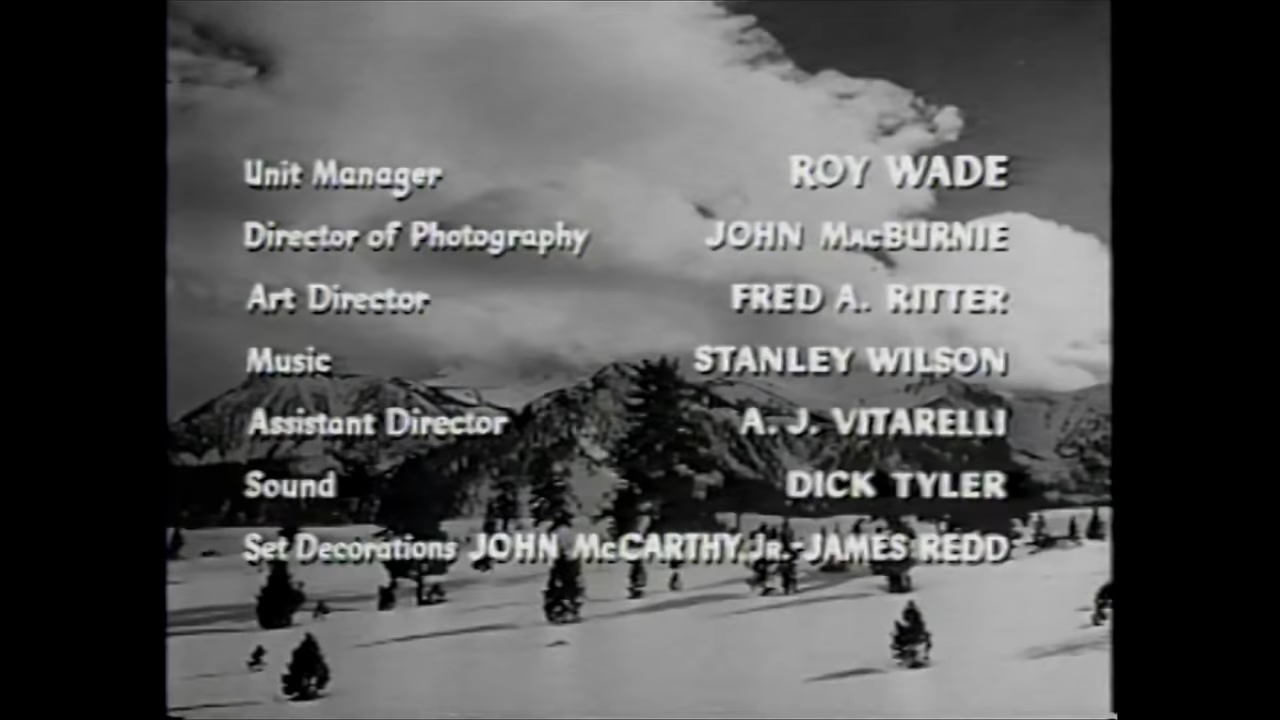 Unit Manager ROY WADE
Director of Photography JOHN MacBURNIE
Art Director FRED A. RITTER
Music STANLEY WILSON
Assistant Director A. J. VITARELLI
Sound DICK TYLER
Set Decorations JOHN McCARTHY, Jr.-JAMES REDD